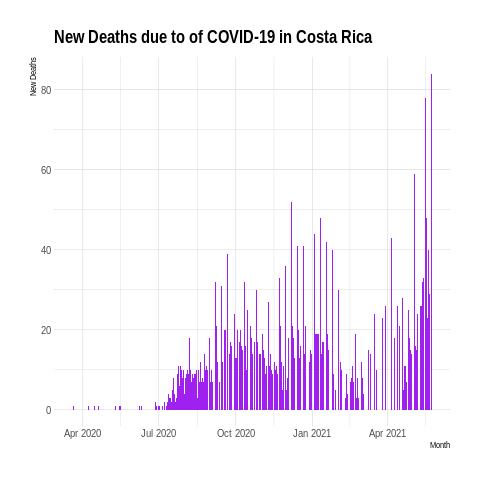 New Deaths due to of COVID-19 in Costa Rica
New Deaths
80
60
40
20
0
Apr 2020 Jul 2020 Oct 2020 Jan 2021 Apr 2021
Month